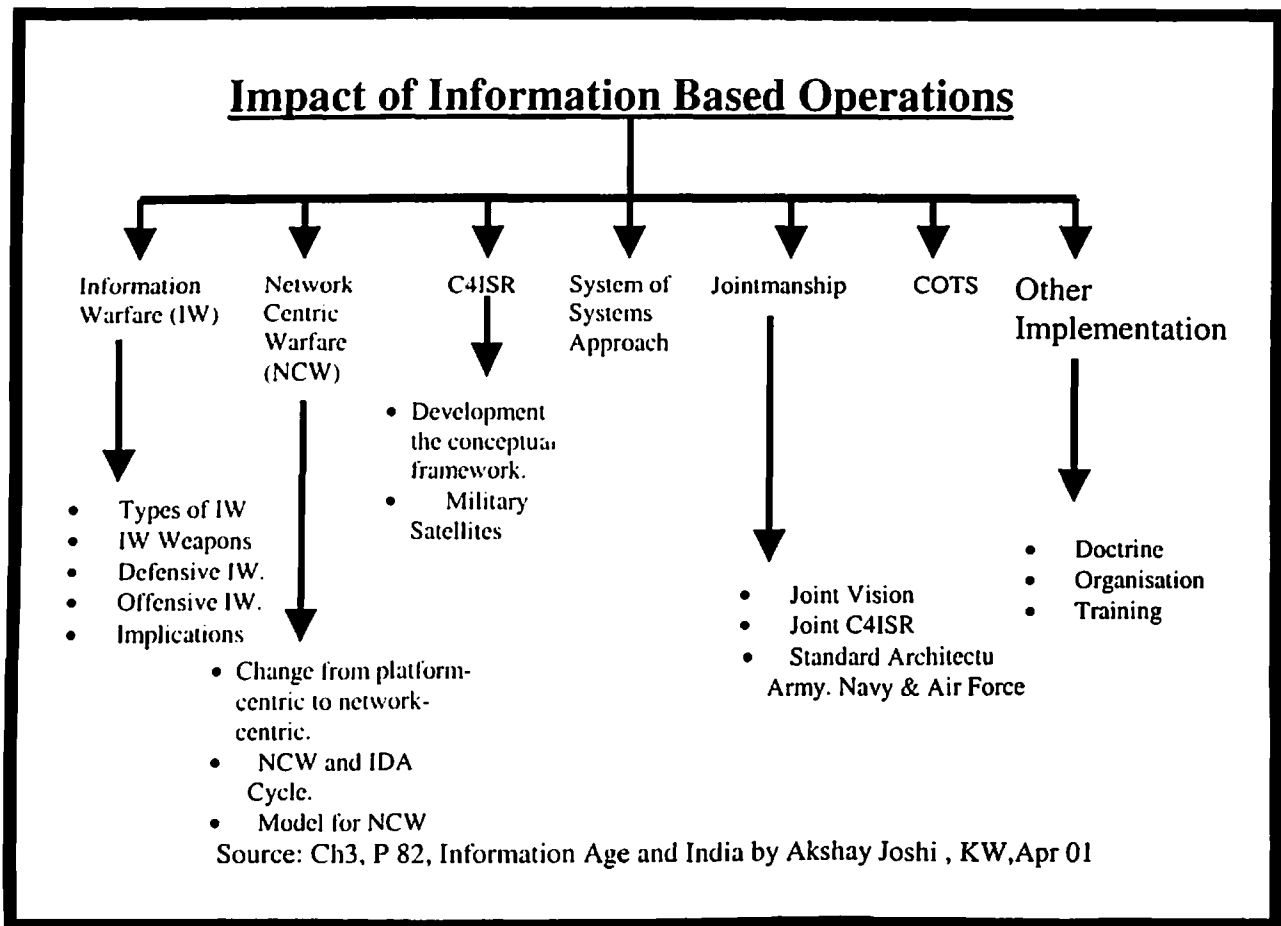 Impact of Information Based Operations
Information
Warfare (IW)
Network
Centric
Warfare
(NCW)
C4ISR
System of
Systems
Approach
Jointmanship
COTS
Other
Implementation
• Types of IW
• IW Weapons
• Defensive IW.
• Offensive IW.
• Implications
• Change from platform-
centric to network-
centric.
• NCW and IDA
Cycle.
• Model for NCW
• Development
the conceptual
framework.
• Military
Satellites
• Joint Vision
• Joint C4ISR
• Standard Architectu
Army. Navy & Air Force
• Doctrine
• Organisation
• Training
Source: Ch3, P 82, Information Age and India by Akshay Joshi , KW,Apr 01